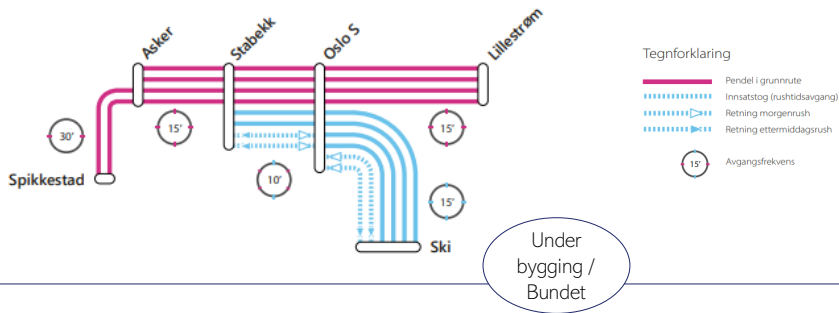 Asker
Stabekk
Oslo S
Lillestrøm
30'
15'
15'
Spikkestad
10'
15'
Ski
Tegnforklaring
Pendel i grunnrute
Innsatstog (rushtidsavgang)
Retning morgenrush
Retning ettermiddagsrush
15'
Avgangsfrekvens
Under
bygging /
Bundet